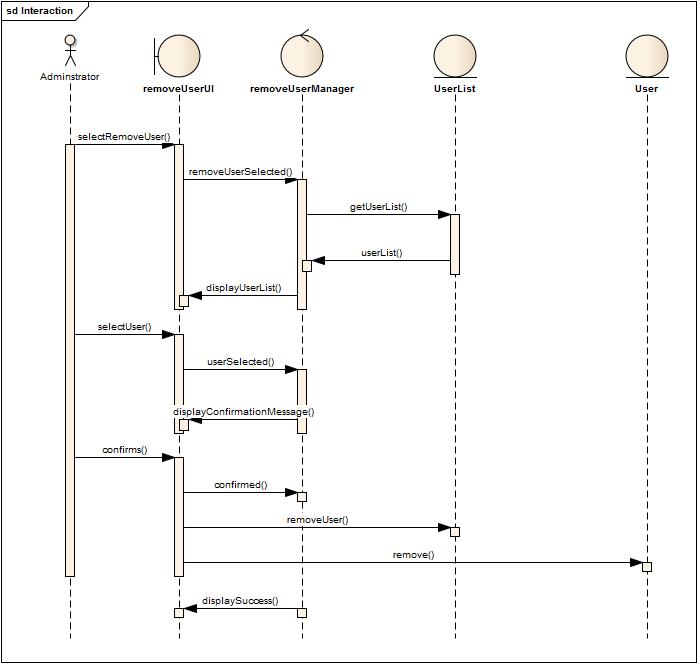 sd Interaction
Adminstrator
removeUserUI
removeUserManager
UserList
User
selectRemoveUser()
removeUserSelected()
getUserList()
userList()
displayUserList()
selectUser()
userSelected()
displayConfirmationMessage()
confirms()
confirmed()
removeUser()
remove()
displaySuccess()